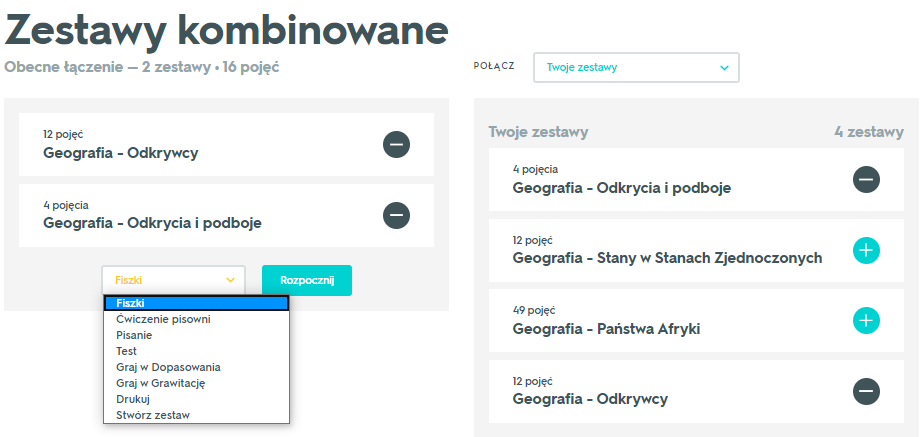 Zestawy kombinowane
Obecne łączenie — 2 zestawy • 16 pojęć
12 pojęć
Geografia - Odkrywcy
4 pojęcia
Geografia - Odkrycia i podboje
Fiszki
Rozpocznij
Fiszki
Ćwiczenie pisowni
Pisanie
Test
Graj w Dopasowania
Graj w Grawitację
Drukuj
Stwórz zestaw
POŁĄCZ
Twoje zestawy
Twoje zestawy
4 zestawy
4 pojęcia
Geografia - Odkrycia i podboje
12 pojęć
Geografia - Stany w Stanach Zjednoczonych
49 pojęć
Geografia - Państwa Afryki
12 pojęć
Geografia - Odkrywcy